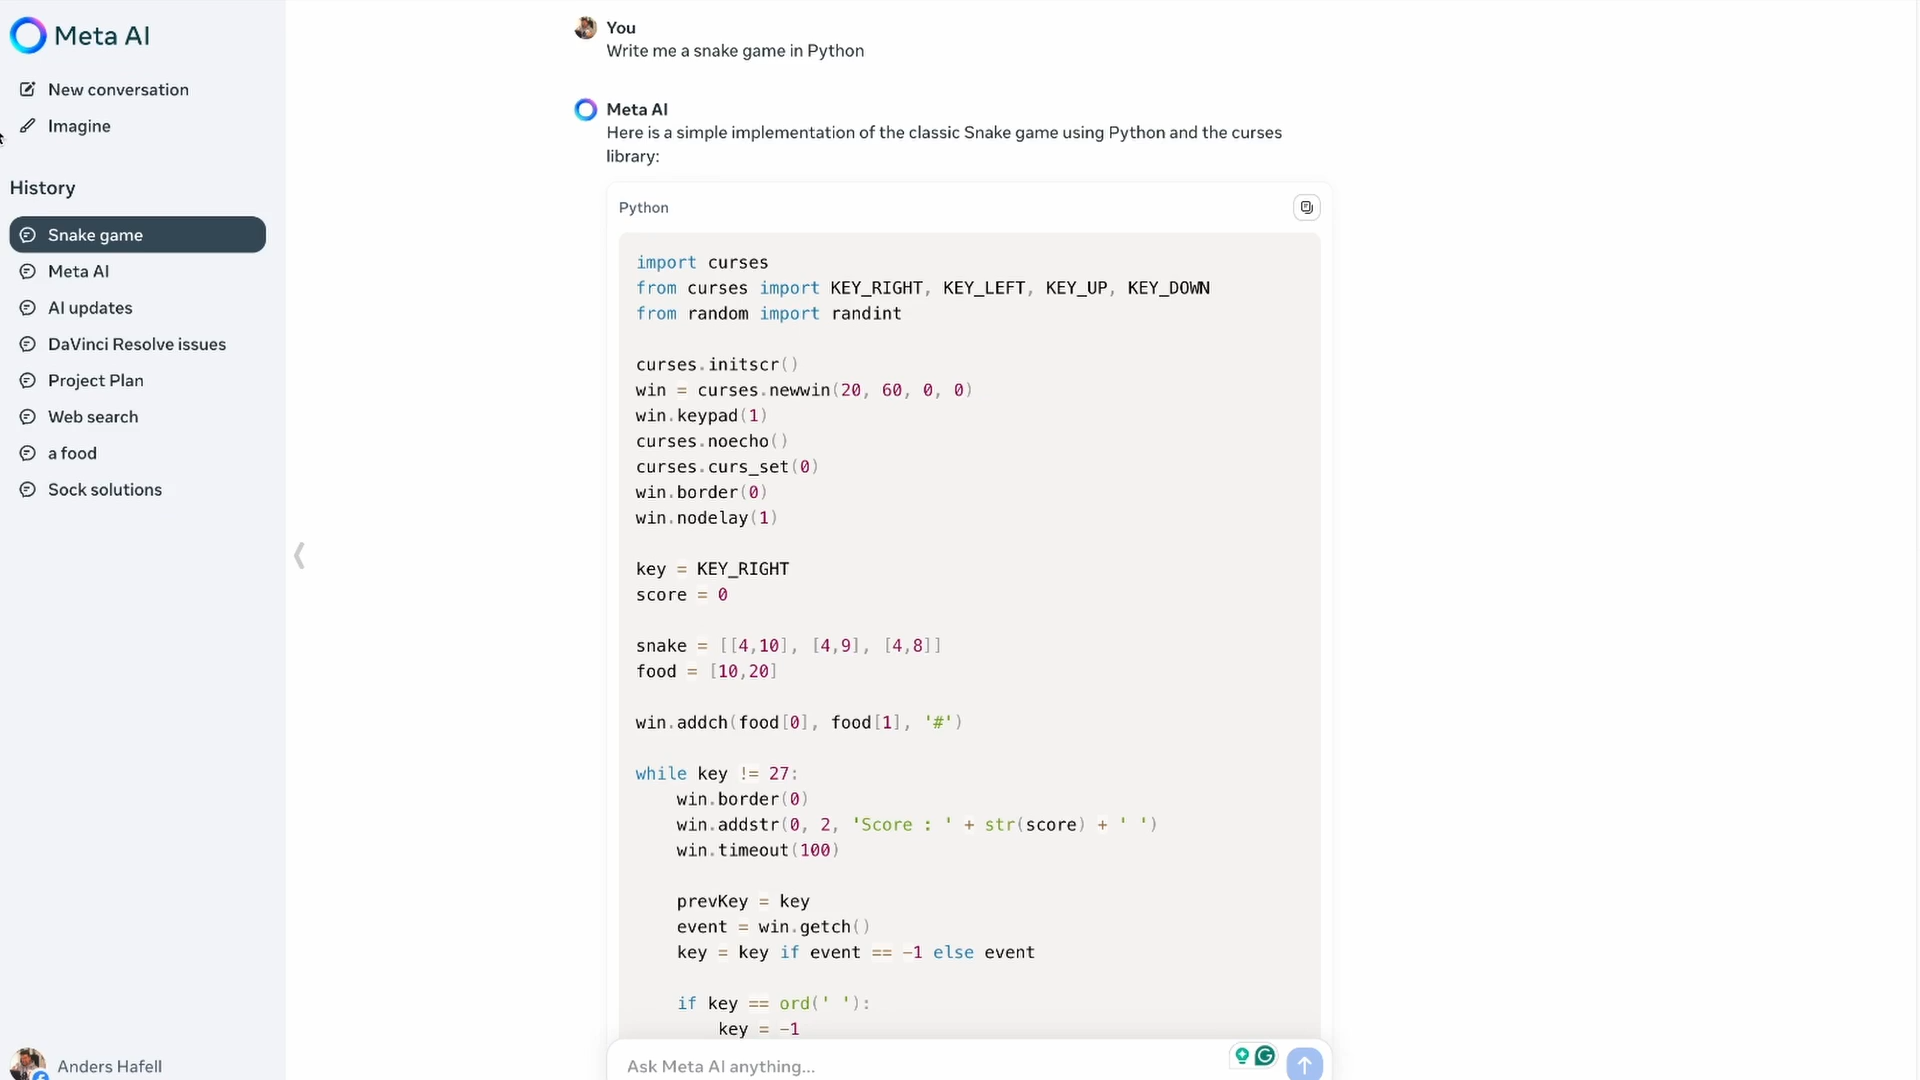 Meta AI
New conversation
Imagine
History
Snake game
Meta AI
AI updates
DaVinci Resolve issues
Project Plan
Web search
a food
Sock solutions
Anders Hafell
You
Write me a snake game in Python
Meta AI
Here is a simple implementation of the classic Snake game using Python and the curses
library:
Python
import curses
from curses import KEY_RIGHT, KEY_LEFT, KEY_UP, KEY_DOWN
from random import randint
curses.initscr()
win = curses.newwin(20, 60, 0, 0)
win.keypad(1)
curses.noecho()
curses.curs_set(0)
win.border(0)
win.nodelay(1)
key = KEY_RIGHT
score = 0
snake = [[4,10], [4,9], [4,8]]
food = [10,20]
win.addch(food[0], food[1], '#')
while key != 27:
    win.border(0)
    win.addstr(0, 2, 'Score : ' + str(score) + ' ')
    win.timeout(100)
    prevKey = key
    event = win.getch()
    key = key if event == -1 else event
    if key == ord(' '):
        key = -1
Ask Meta AI anything...